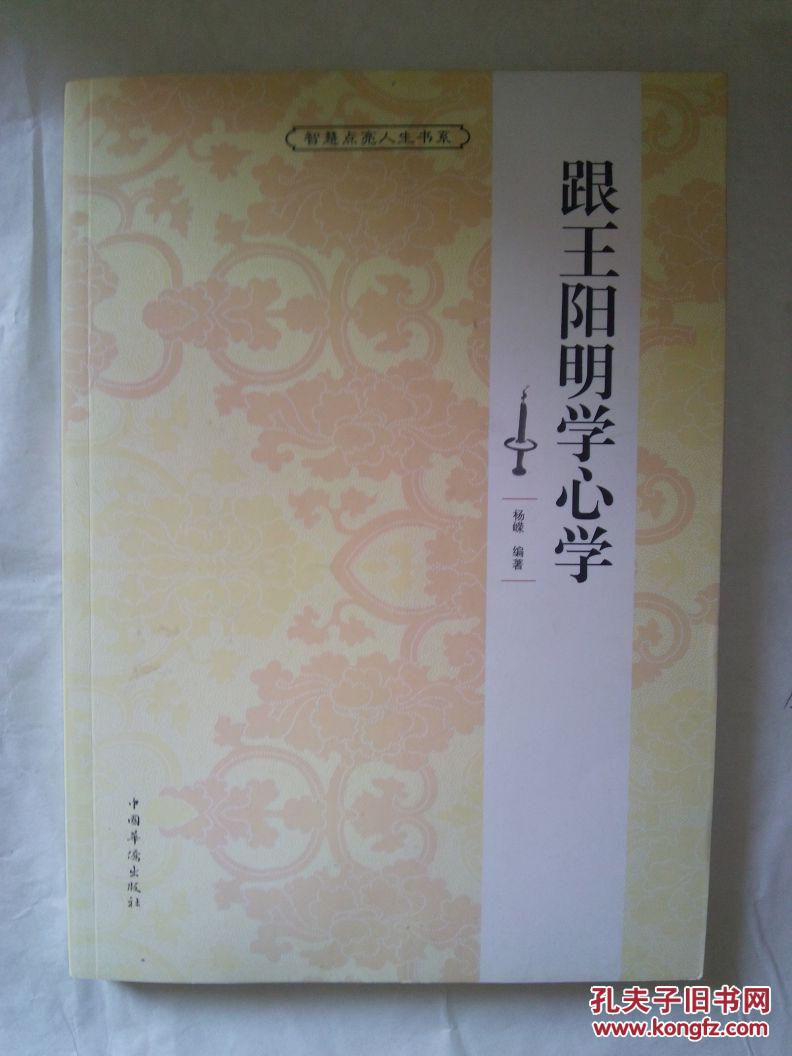 智慧点亮人生书系
跟王阳明学心学
杨嵘 编著
中国华侨出版社
孔夫子旧书网
www.kongfz.com